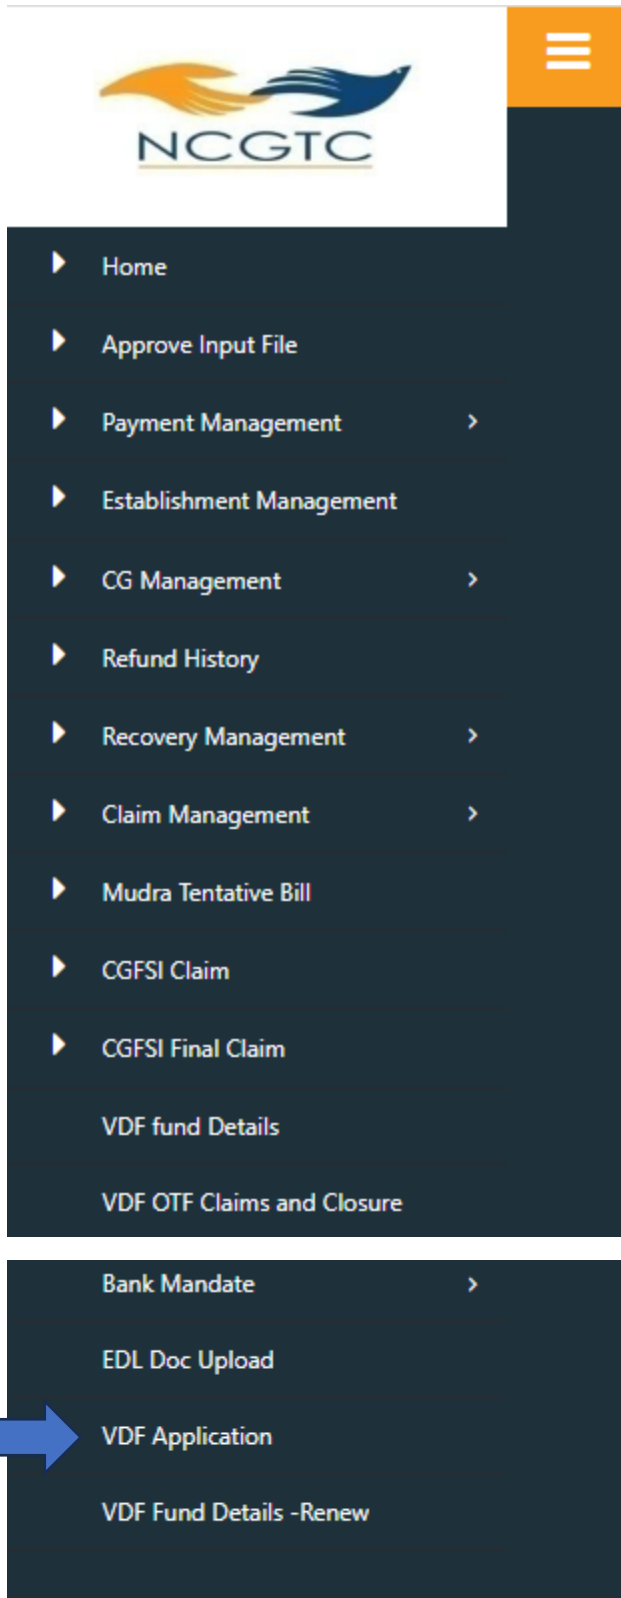 NCGTC
Home
Approve Input File
Payment Management
Establishment Management
CG Management
Refund History
Recovery Management
Claim Management
Mudra Tentative Bill
CGFSI Claim
CGFSI Final Claim
VDF fund Details
VDF OTF Claims and Closure
Bank Mandate
EDL Doc Upload
VDF Application
VDF Fund Details -Renew